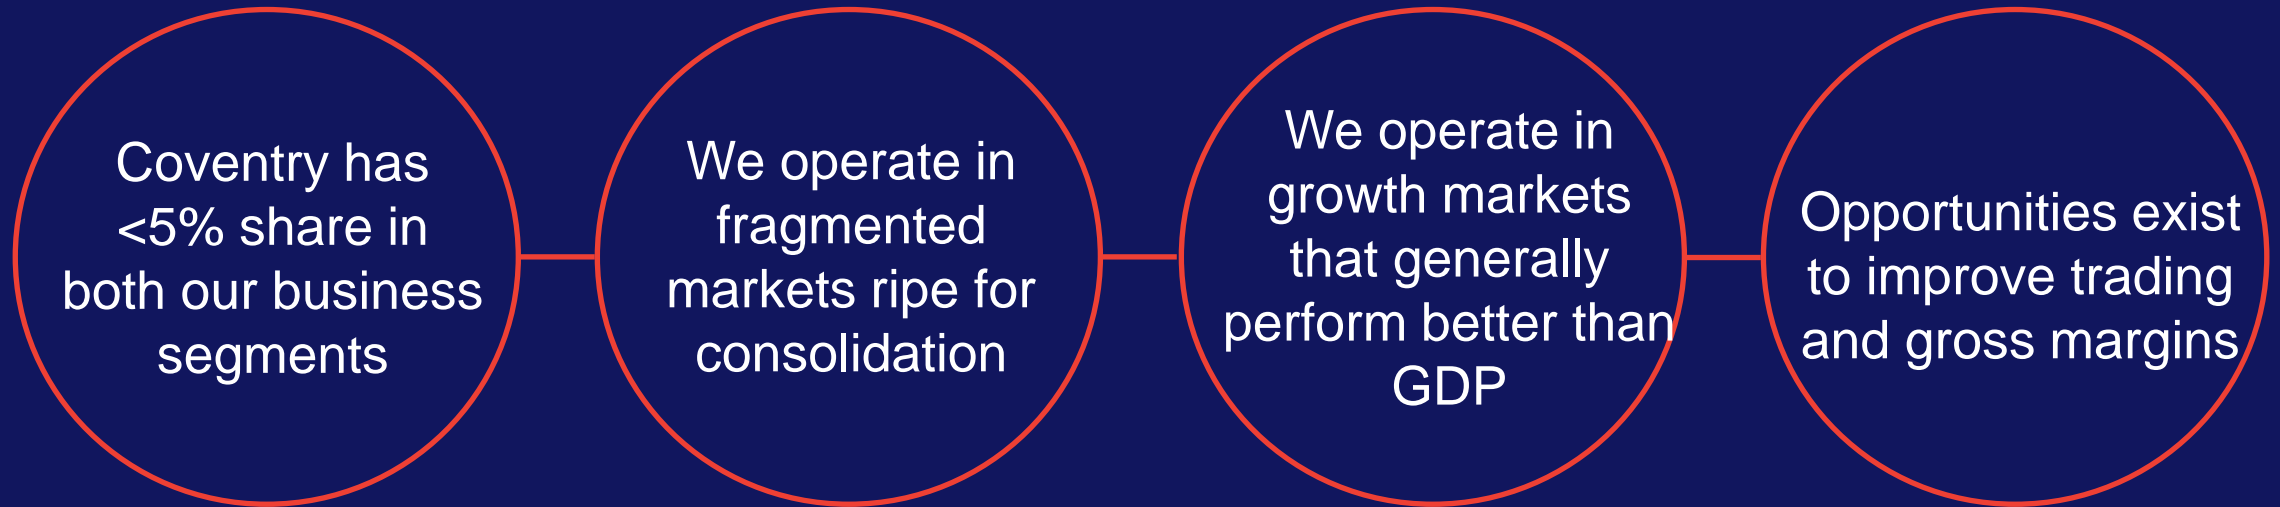 Coventry has
<5% share in
both our business
segments
We operate in
fragmented
markets ripe for
consolidation
We operate in
growth markets
that generally
perform better than
GDP
Opportunities exist
to improve trading
and gross margins